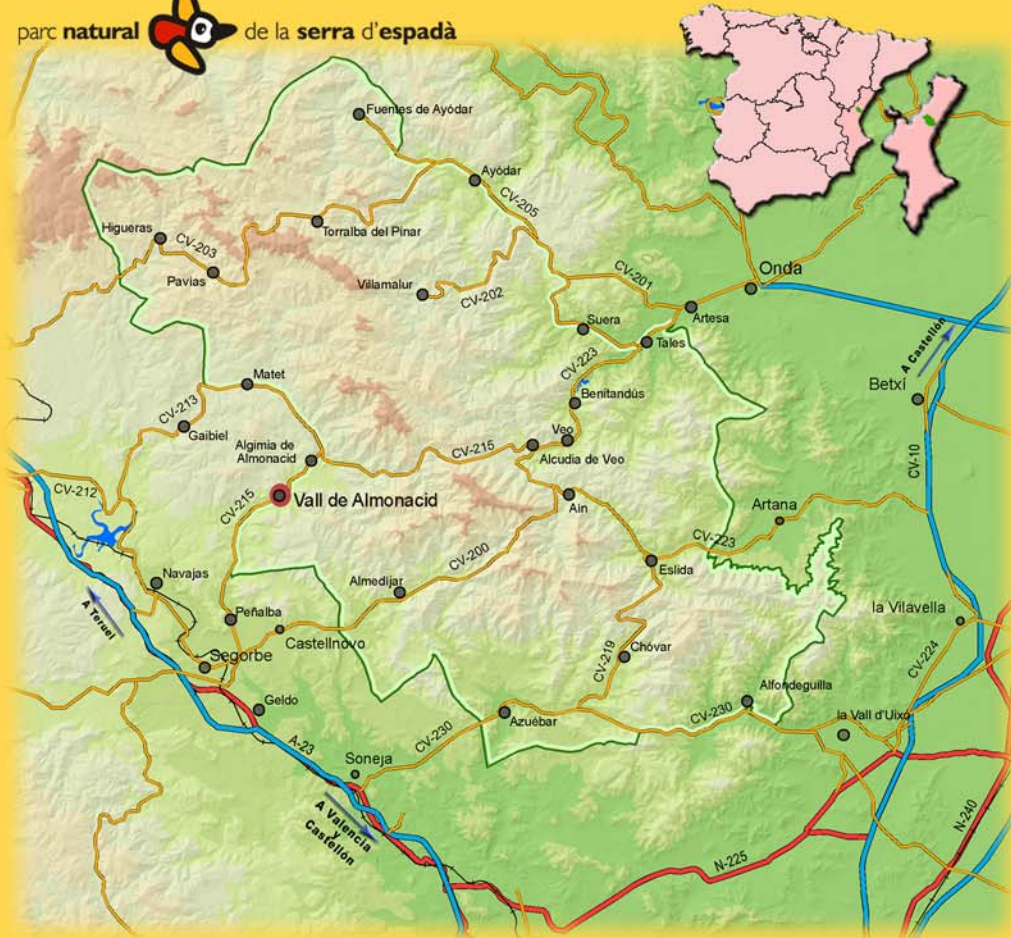 parc natural de la serra d'espadà
Fuentes de Ayódar
Ayódar
CV-205
Higueras
CV-203
Torralba del Pinar
Pavias
Villamalur
CV-202
CV-201
Onda
Suera
Artesa
Tales
A Castellón
CV-223
Matet
Benitandús
Betxí
CV-213
Gaibiel
Veo
Algimia de
Almonacid
CV-215
Alcudia de Veo
CV-10
CV-212
CV-215
Vall de Almonacid
Ain
Artana
CV-223
CV-200
Eslida
Navajas
Almedijar
A Teruel
Peñalba
la Vilavella
Castellnovo
Segorbe
CV-219
Chóvar
CV-224
Geldo
Alfondeguilla
Azuébar
CV-230
CV-230
la Vall d'Uixó
A-23
Soneja
A Valencia
y
Castellón
N-225
N-240